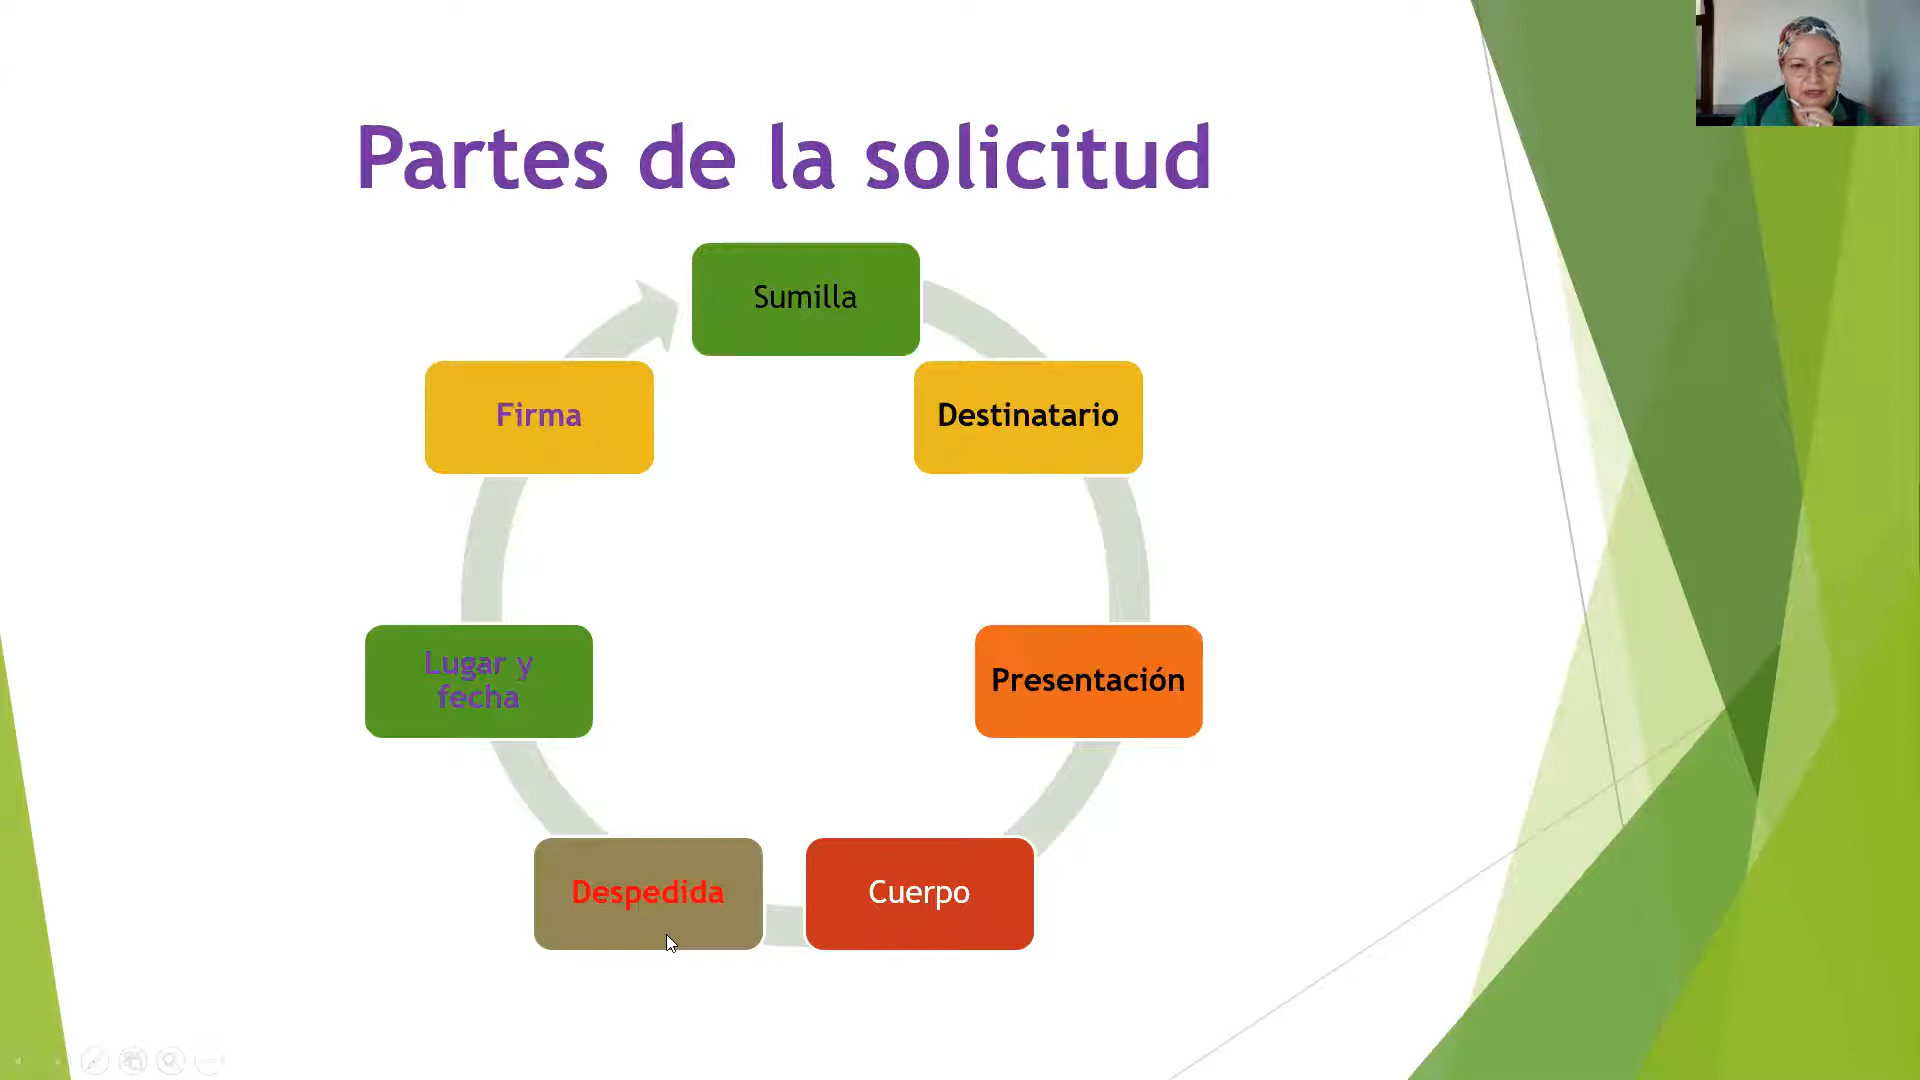 Partes de la solicitud
Sumilla
Destinatario
Presentación
Cuerpo
Despedida
Lugar y
fecha
Firma